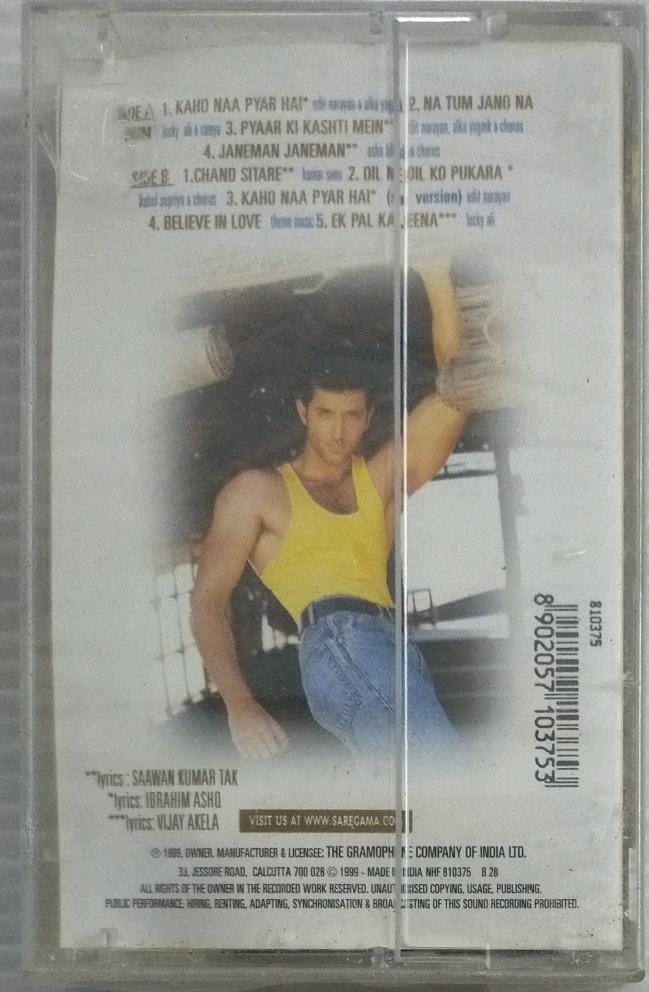 SIDE A 1. KAHO NAA PYAR HAI* udit narayan & alka yagnik 2. NA TUM JANO NA
HUM* lucky ali & ramya 3. PYAAR KI KASHTI MEIN** udit narayan, alka yagnik & chorus
4. JANEMAN JANEMAN** asha & chorus
SIDE B 1.CHAND SITARE** kumar sanu 2. DIL NE DIL KO PUKARA *
babul supriyo & chorus 3. KAHO NAA PYAR HAI* version) udit narayan
4. BELIEVE IN LOVE theme music 5. EK PAL KA JEENA*** lucky ali
810375
8 902057 103753
**lyrics : SAAWAN KUMAR TAK
*lyrics: IBRAHIM ASHQ
***lyrics: VIJAY AKELA
VISIT US AT WWW.SAREGAMA.COM
℗ 1999, OWNER, MANUFACTURER & LICENSEE: THE GRAMOPHONE COMPANY OF INDIA LTD.
33, JESSORE ROAD, CALCUTTA 700 028 © 1999 - MADE IN INDIA NHF 810375 B 28
ALL RIGHTS OF THE OWNER IN THE RECORDED WORK RESERVED. UNAUTHORISED COPYING, USAGE, PUBLISHING,
PUBLIC PERFORMANCE, HIRING, RENTING, ADAPTING, SYNCHRONISATION & BROADCASTING OF THIS SOUND RECORDING PROHIBITED.